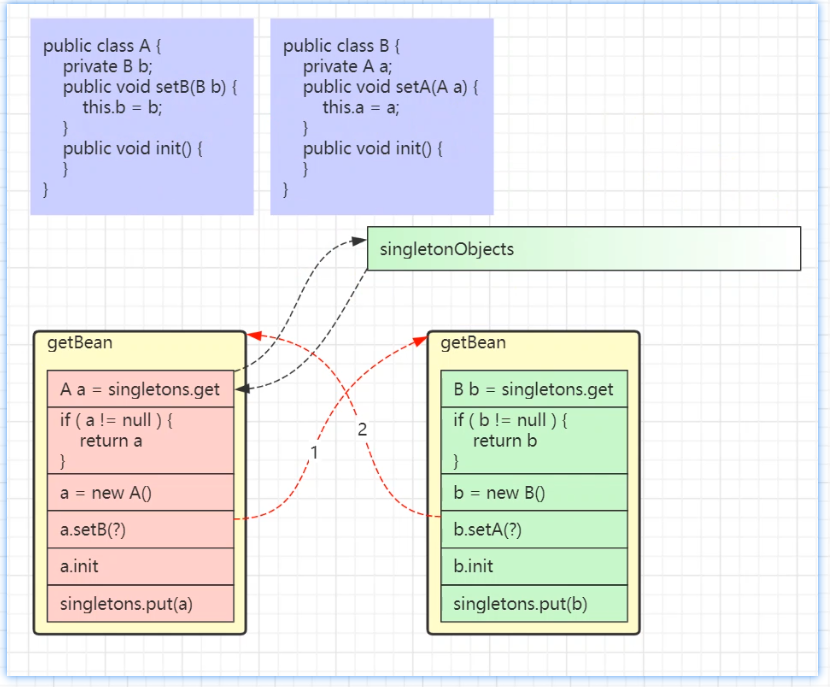 public class A {
private B b;
public void setB(B b) {
this.b = b;
}
public void init() {
}
}
public class B {
private A a;
public void setA(A a) {
this.a = a;
}
public void init() {
}
}
singletonObjects
getBean
A a = singletons.get
if ( a != null ) {
return a
}
a = new A()
a.setB(?)
a.init
singletons.put(a)
1
2
getBean
B b = singletons.get
if ( b != null ) {
return b
}
b = new B()
b.setA(?)
b.init
singletons.put(b)